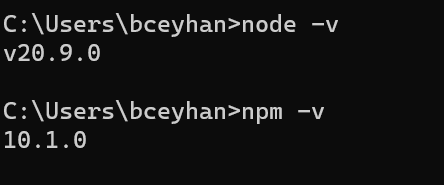 C:\Users\bceyhan>node -v
v20.9.0
C:\Users\bceyhan>npm -v
10.1.0